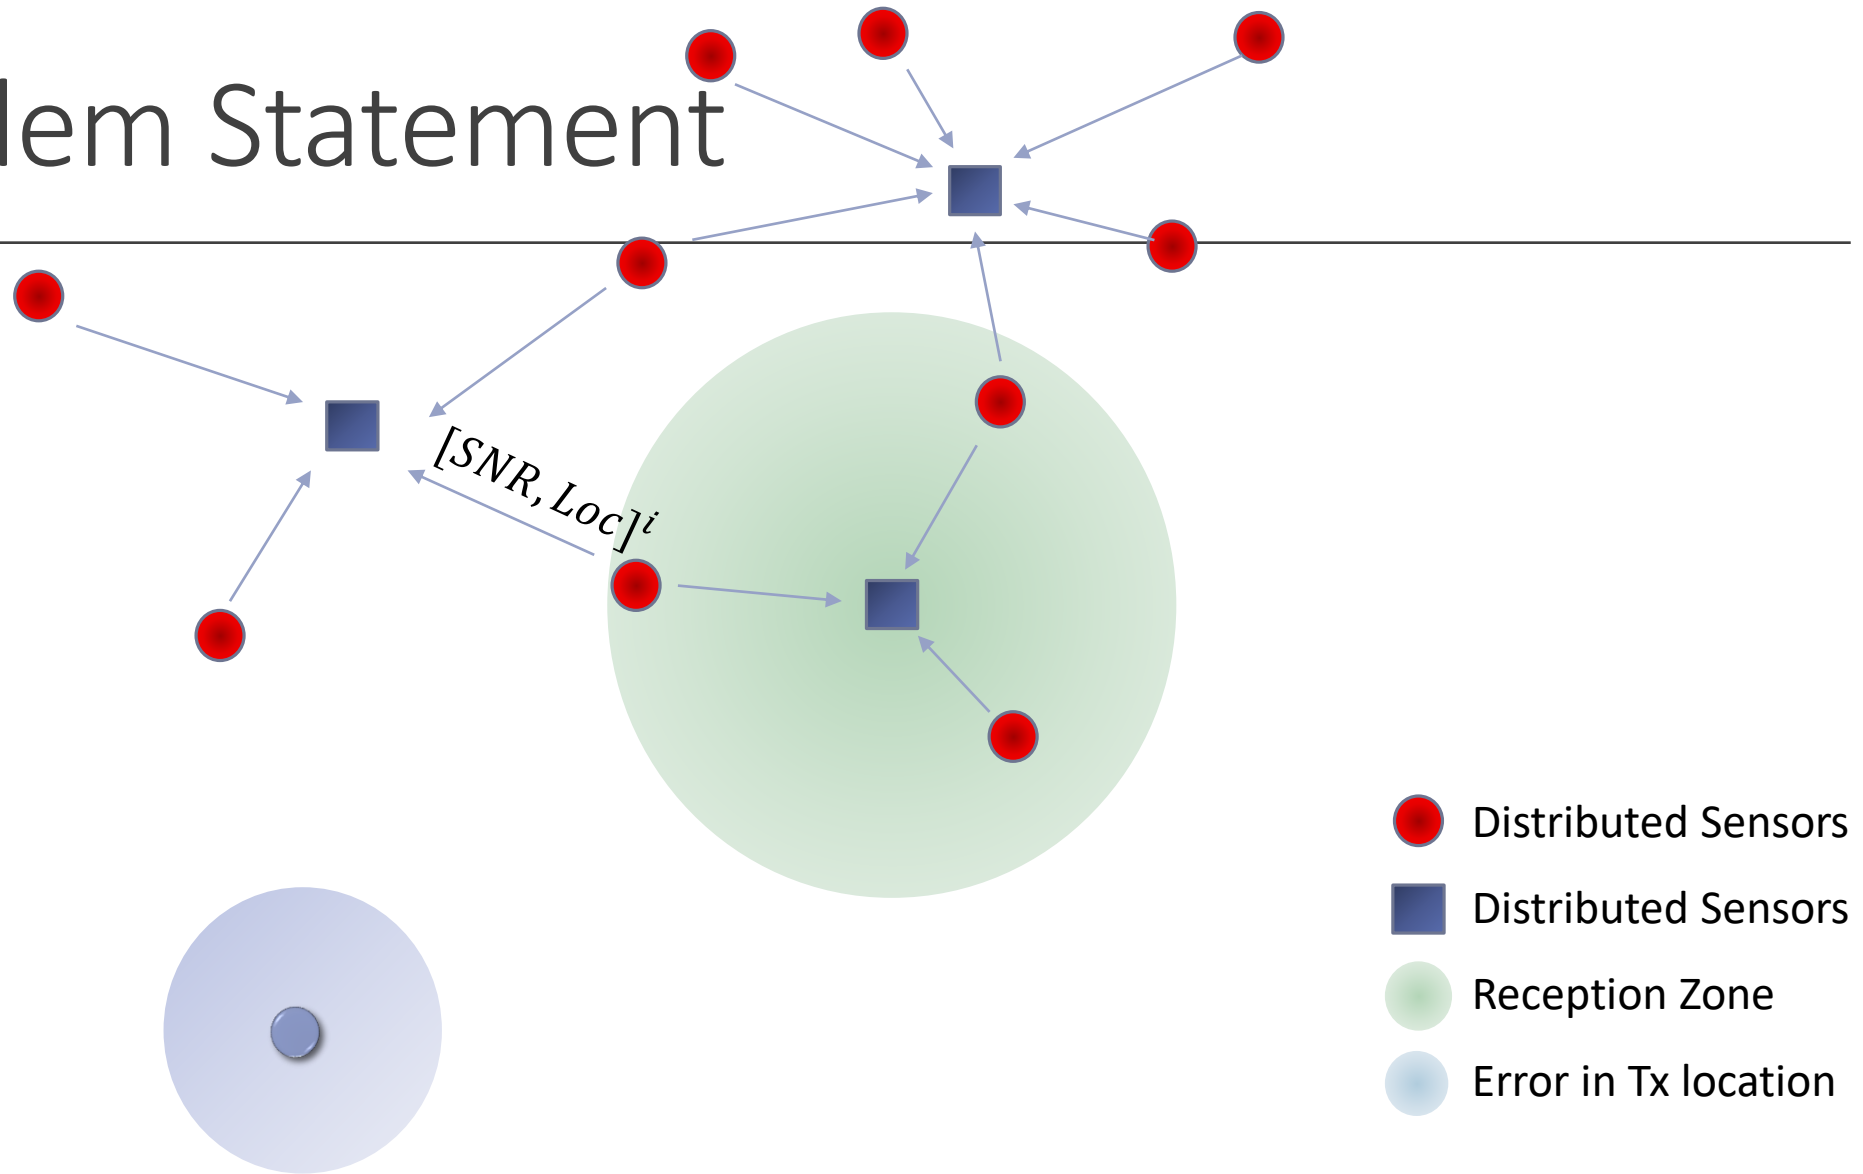 lem Statement
[SNR, Loc]^i
Distributed Sensors
Distributed Sensors
Reception Zone
Error in Tx location